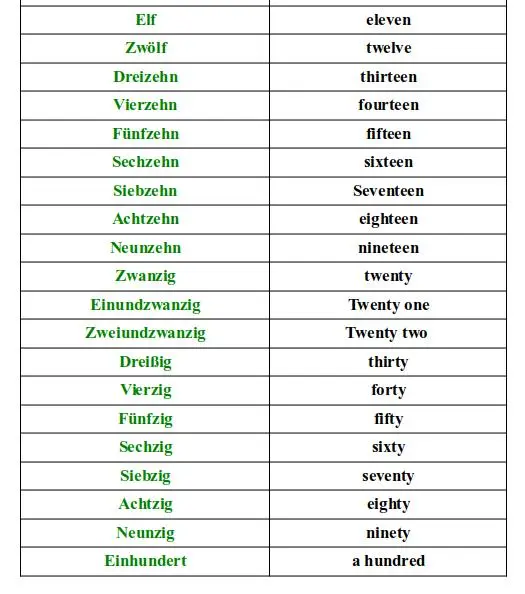 Elf eleven
Zwölf twelve
Dreizehn thirteen
Vierzehn fourteen
Fünfzehn fifteen
Sechzehn sixteen
Siebzehn Seventeen
Achtzehn eighteen
Neunzehn nineteen
Zwanzig twenty
Einundzwanzig Twenty one
Zweiundzwanzig Twenty two
Dreißig thirty
Vierzig forty
Fünfzig fifty
Sechzig sixty
Siebzig seventy
Achtzig eighty
Neunzig ninety
Einhundert a hundred